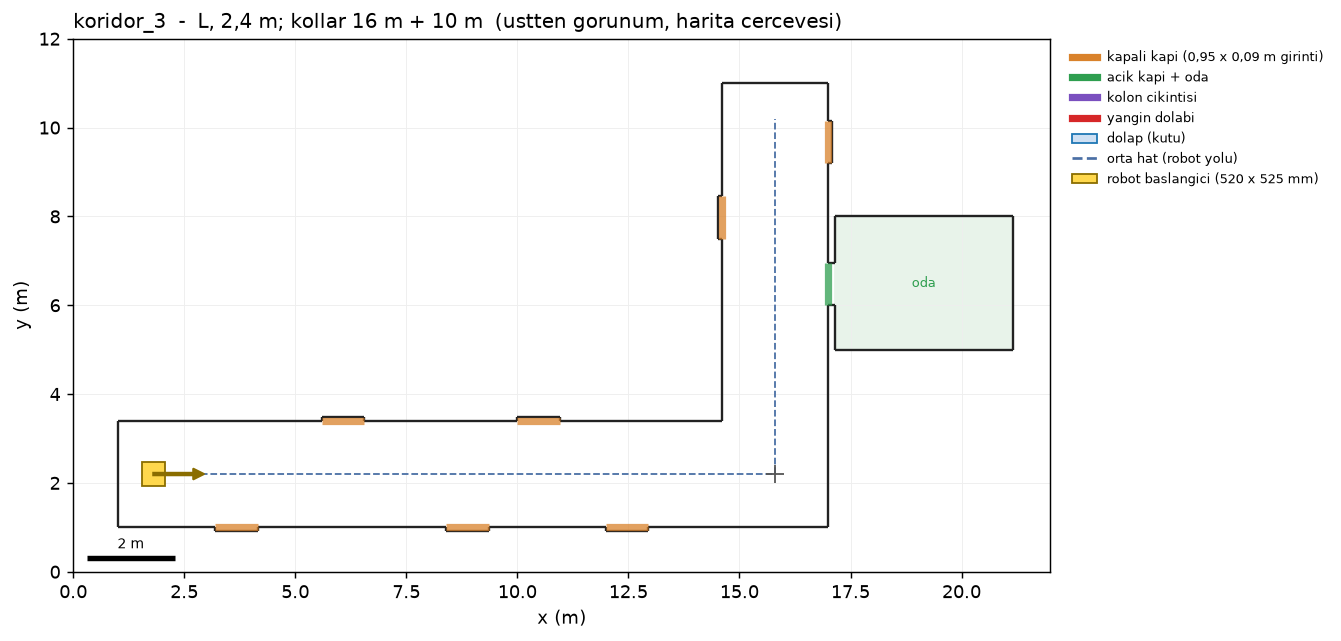 koridor_3  -  L, 2,4 m; kollar 16 m + 10 m  (ustten gorunum, harita cercevesi)
12
10
8
6
4
2
0
y (m)
oda
2 m
0.0
2.5
5.0
7.5
10.0
12.5
15.0
17.5
20.0
x (m)
kapali kapi (0,95 x 0,09 m girinti)
acik kapi + oda
kolon cikintisi
yangin dolabi
dolap (kutu)
orta hat (robot yolu)
robot baslangici (520 x 525 mm)